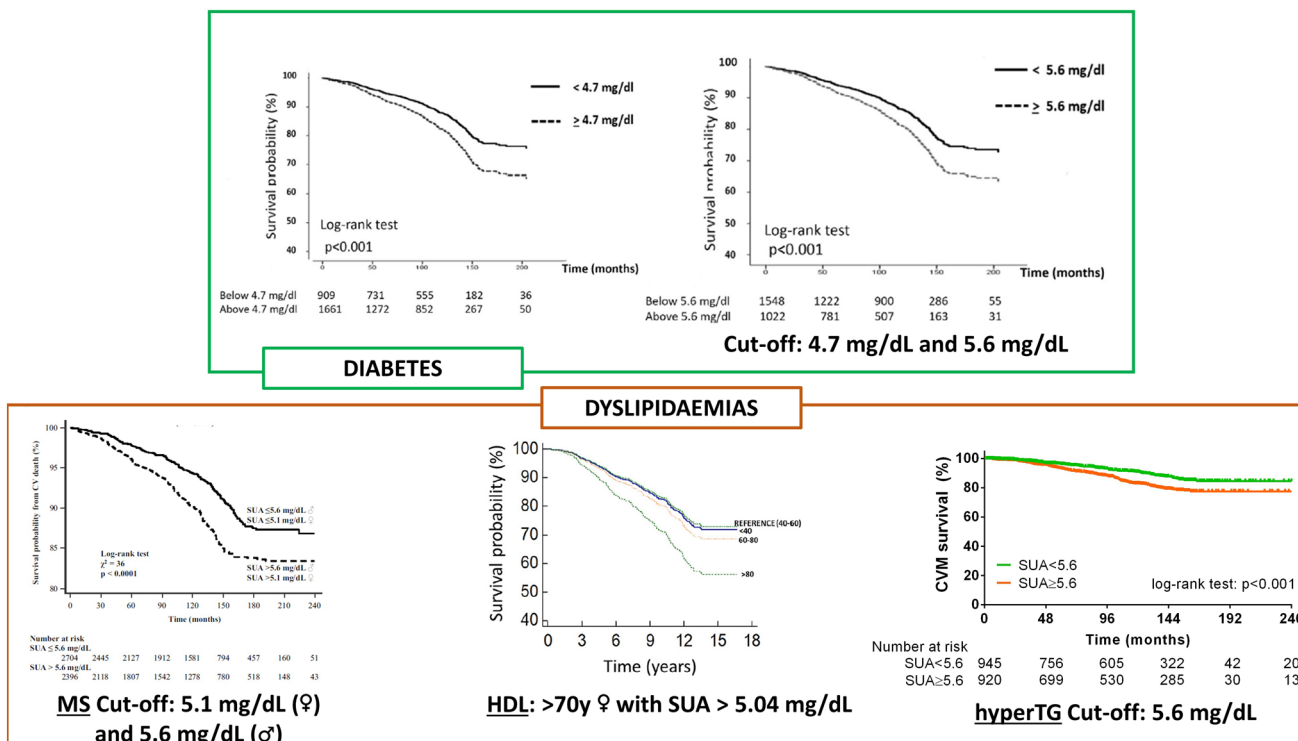 100
90
80
70
60
50
40
Survival probability (%)
< 4.7 mg/dl
≥ 4.7 mg/dl
Log-rank test
p<0.001
0 50 100 150 200
Time (months)
Below 4.7 mg/dl 909 731 555 182 36
Above 4.7 mg/dl 1661 1272 852 267 50
100
90
80
70
60
50
40
Survival probability (%)
< 5.6 mg/dl
≥ 5.6 mg/dl
Log-rank test
p<0.001
0 50 100 150 200
Time (months)
Below 5.6 mg/dl 1548 1222 900 286 55
Above 5.6 mg/dl 1022 781 507 163 31
Cut-off: 4.7 mg/dL and 5.6 mg/dL
DIABETES
DYSLIPIDAEMIAS
100
95
90
85
80
Survival probability from CV death (%)
SUA ≤5.6 mg/dL ♂
SUA ≤5.1 mg/dL ♀
SUA >5.6 mg/dL ♂
SUA >5.1 mg/dL ♀
Log-rank test
χ² = 36
p < 0.0001
0 30 60 90 120 150 180 210 240
Time (months)
Number at risk
SUA ≤ 5.6 mg/dL
2704 2445 2127 1912 1581 794 457 160 51
SUA > 5.6 mg/dL
2396 2118 1807 1542 1278 780 518 148 43
MS Cut-off: 5.1 mg/dL (♀)
and 5.6 mg/dL (♂)
100
90
80
70
60
50
40
Survival probability (%)
REFERENCE (40-60)
<40
60-80
>80
0 3 6 9 12 15 18
Time (years)
HDL: >70y ♀ with SUA > 5.04 mg/dL
100
80
60
40
20
0
CVM survival (%)
SUA<5.6
SUA≥5.6
log-rank test: p<0.001
0 48 96 144 192 240
Time (months)
Number at risk
SUA<5.6 945 756 605 322 42 20
SUA≥5.6 920 699 530 285 30 13
hyperTG Cut-off: 5.6 mg/dL